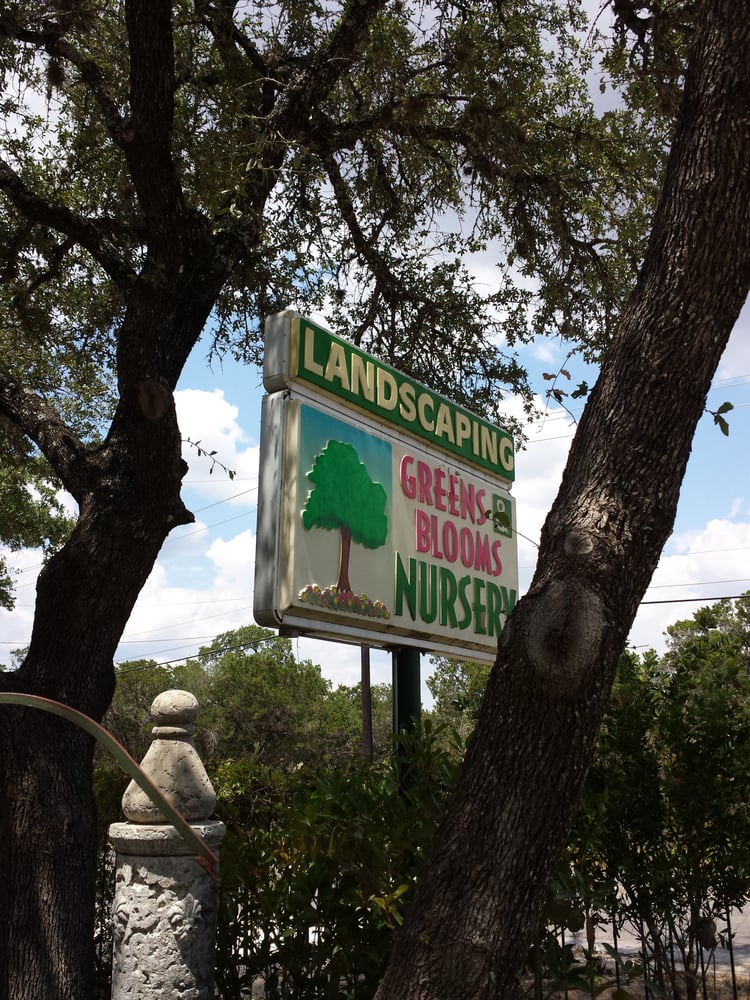 LANDSCAPING
GREENS
&
BLOOMS
NURSERY